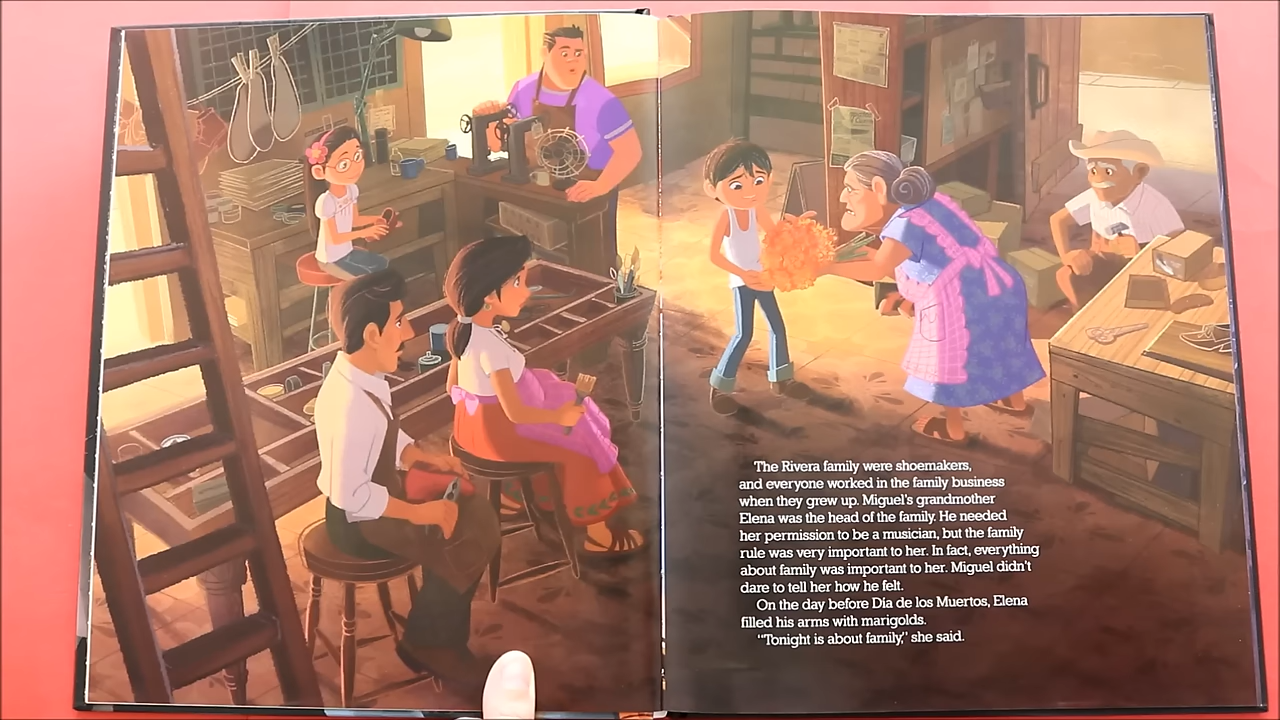 The Rivera family were shoemakers,
and everyone worked in the family business
when they grew up. Miguel's grandmother
Elena was the head of the family. He needed
her permission to be a musician, but the family
rule was very important to her. In fact, everything
about family was important to her. Miguel didn't
dare to tell her how he felt.
On the day before Día de los Muertos, Elena
filled his arms with marigolds.
“Tonight is about family,” she said.